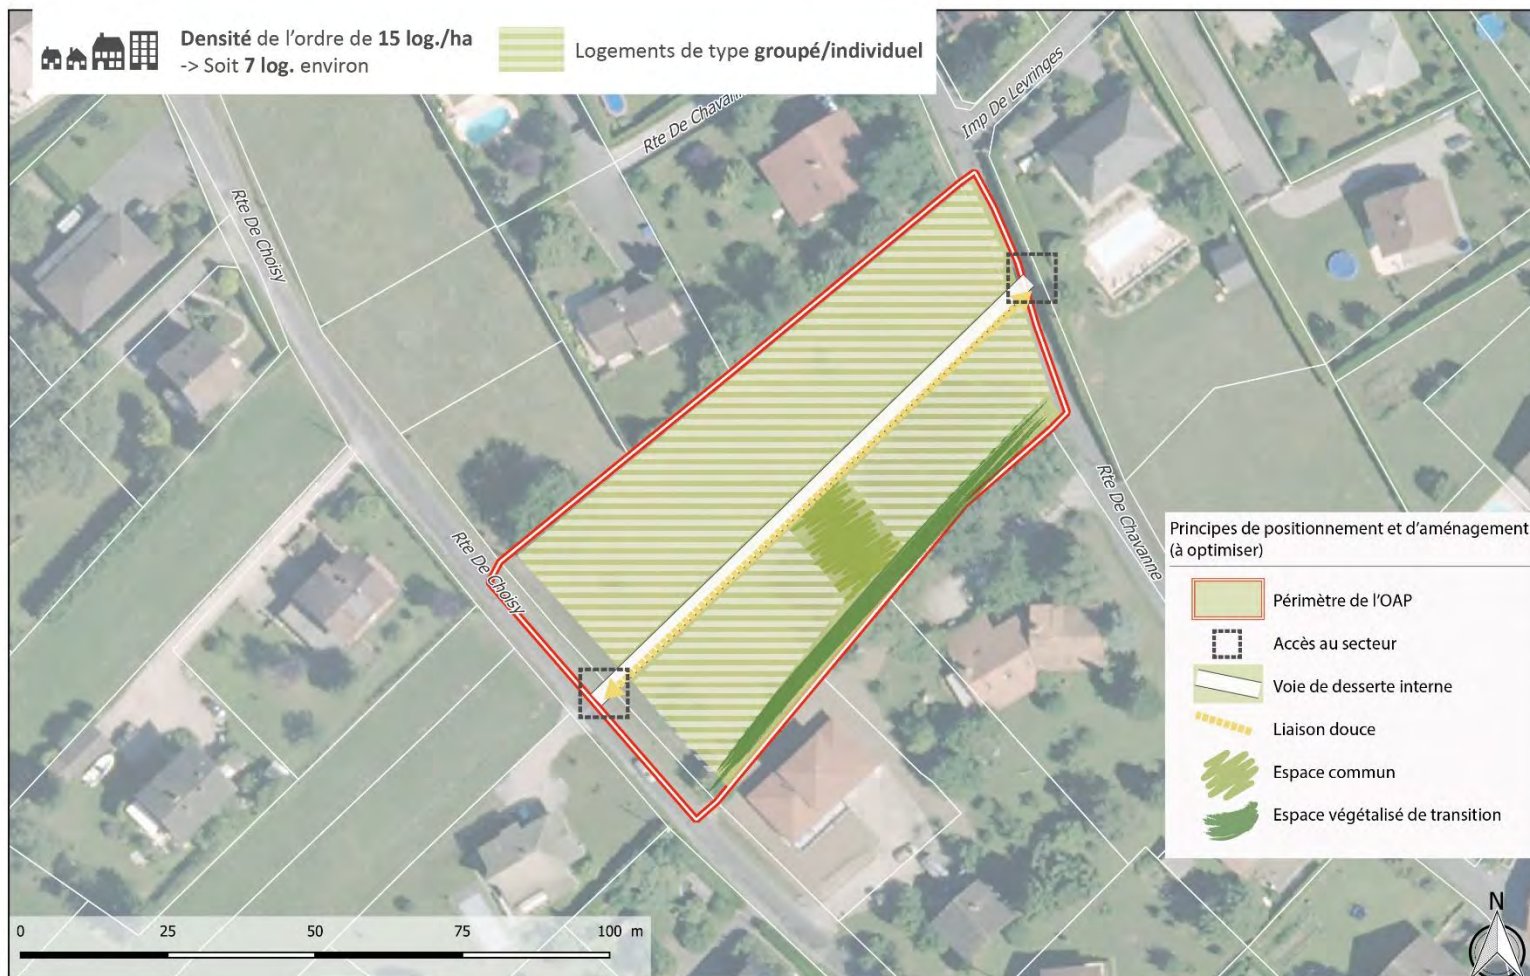 Densité de l'ordre de 15 log./ha
-> Soit 7 log. environ
Logements de type groupé/individuel
Imp De Levringes
Rte De Chavanne
Rte De Choisy
Rte De Choisy
Rte De Chavanne
Principes de positionnement et d'aménagement
(à optimiser)
Périmètre de l'OAP
Accès au secteur
Voie de desserte interne
Liaison douce
Espace commun
Espace végétalisé de transition
0 25 50 75 100 m
N